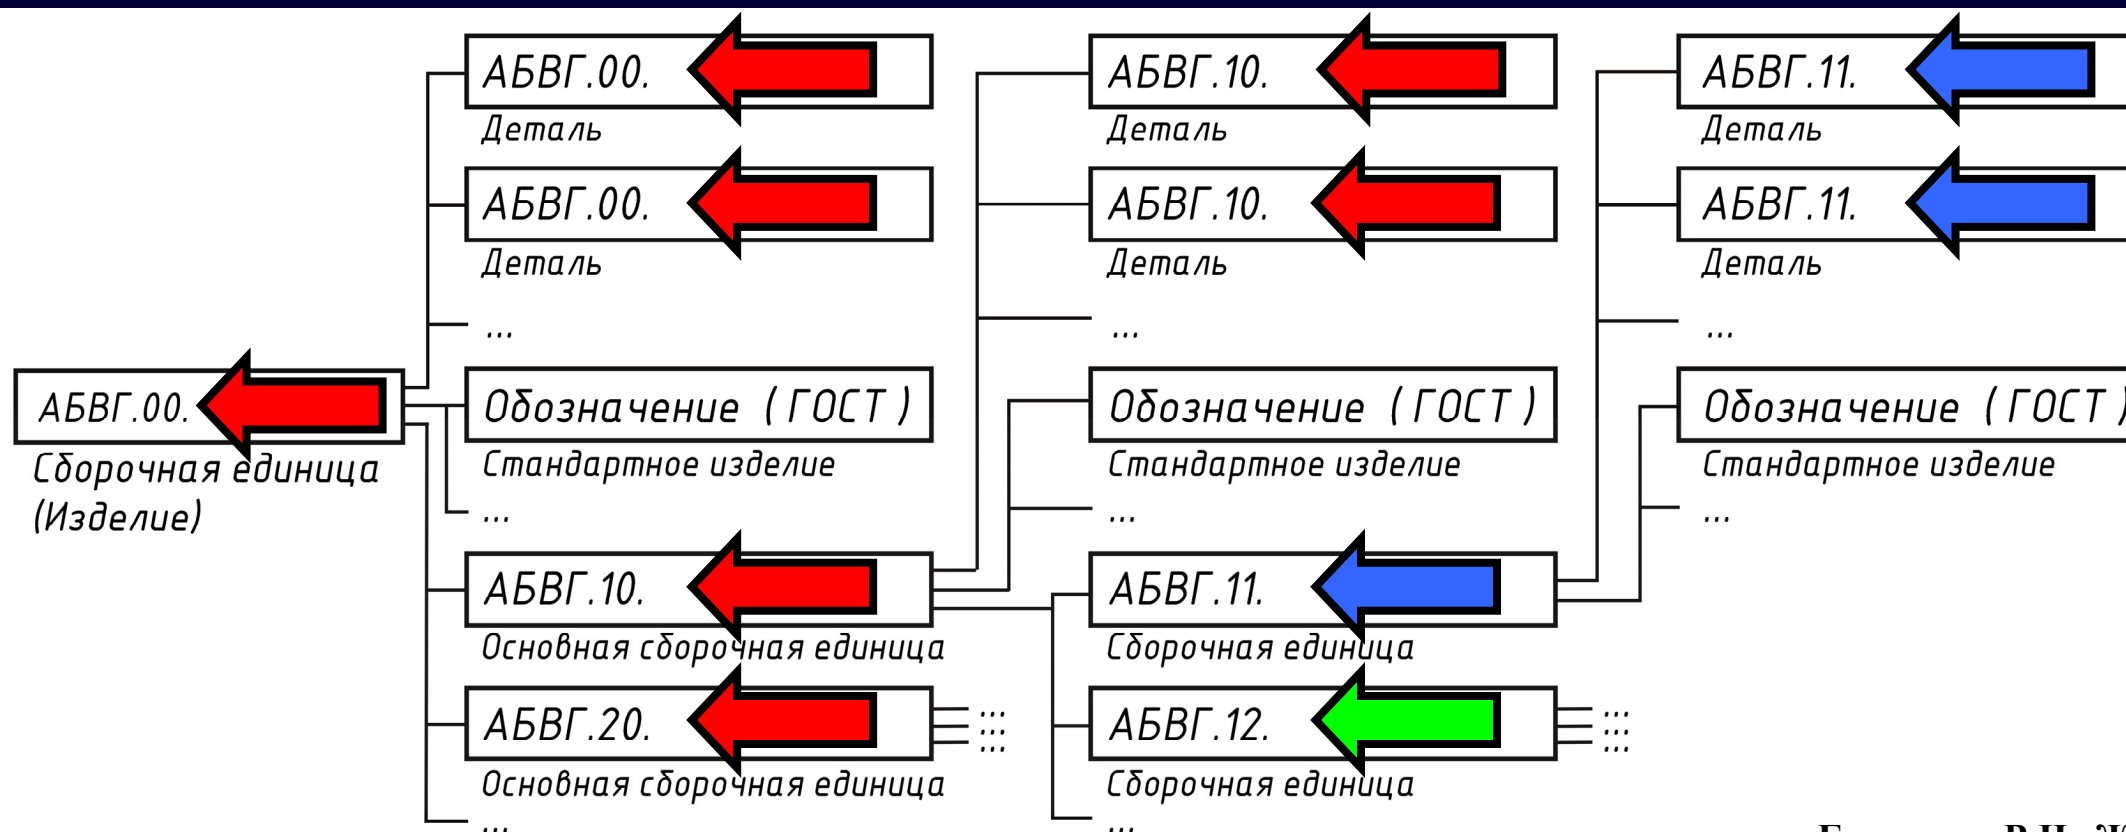 АБВГ.00.
Сборочная единица
(Изделие)
АБВГ.00.
Деталь
АБВГ.00.
Деталь
...
Обозначение (ГОСТ)
Стандартное изделие
...
АБВГ.10.
Основная сборочная единица
АБВГ.20.
Основная сборочная единица
...
...
...
...
АБВГ.10.
Деталь
АБВГ.10.
Деталь
...
Обозначение (ГОСТ)
Стандартное изделие
...
АБВГ.11.
Сборочная единица
АБВГ.12.
Сборочная единица
...
...
...
...
АБВГ.11.
Деталь
АБВГ.11.
Деталь
...
Обозначение (ГОСТ)
Стандартное изделие
...